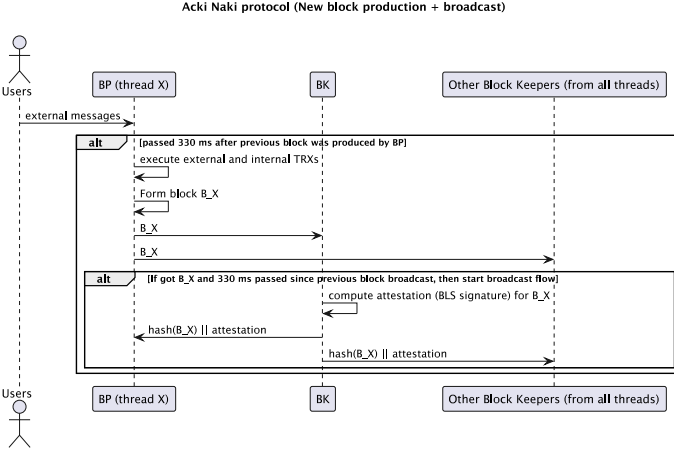 Acki Naki protocol (New block production + broadcast)
Users
BP (thread X)
BK
Other Block Keepers (from all threads)
external messages
alt
[passed 330 ms after previous block was produced by BP]
execute external and internal TRXs
Form block B_X
B_X
B_X
alt
[If got B_X and 330 ms passed since previous block broadcast, then start broadcast flow]
compute attestation (BLS signature) for B_X
hash(B_X) || attestation
hash(B_X) || attestation
Users
BP (thread X)
BK
Other Block Keepers (from all threads)